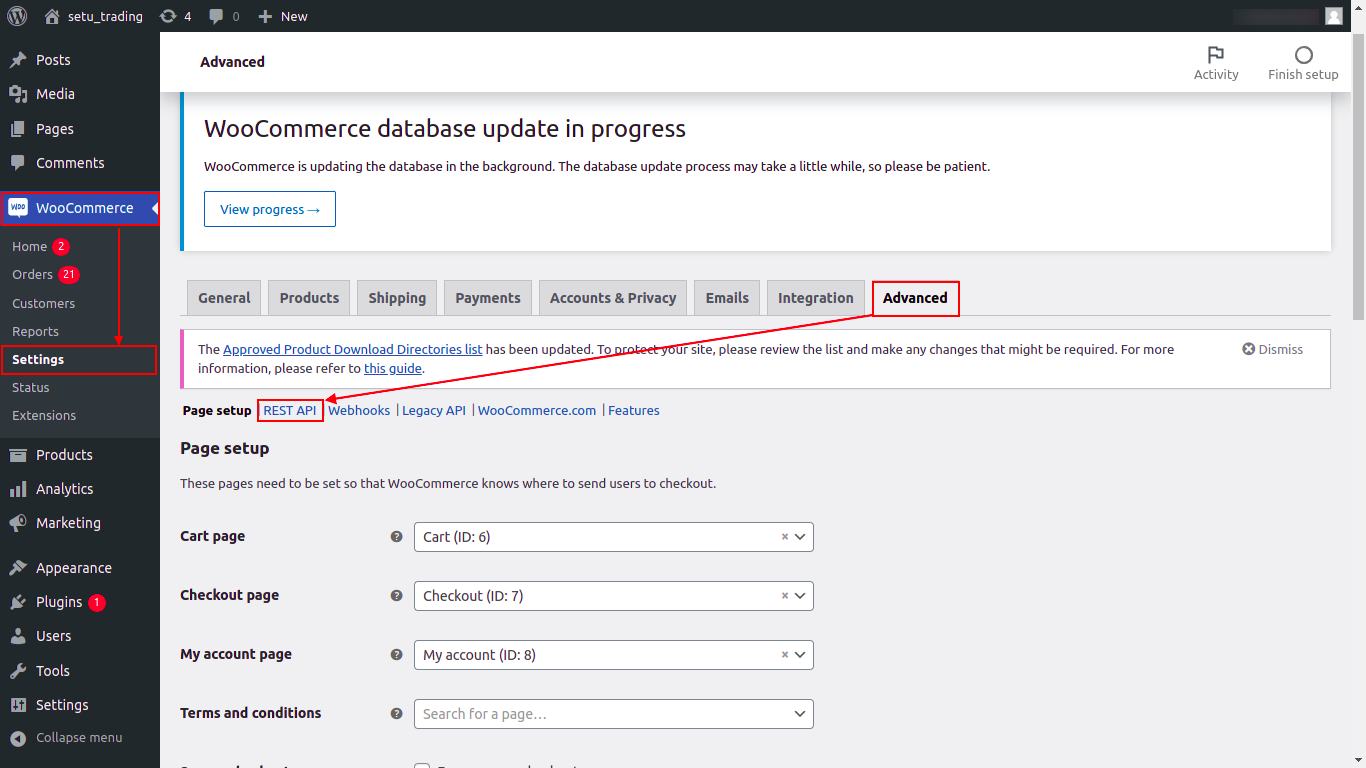 setu_trading 4 0 New
Posts
Media
Pages
Comments
WOO WooCommerce
Home 2
Orders 21
Customers
Reports
Settings
Status
Extensions
Products
Analytics
Marketing
Appearance
Plugins 1
Users
Tools
Settings
Collapse menu
Advanced
Activity
Finish setup
WooCommerce database update in progress
WooCommerce is updating the database in the background. The database update process may take a little while, so please be patient.
View progress →
General Products Shipping Payments Accounts & Privacy Emails Integration Advanced
The Approved Product Download Directories list has been updated. To protect your site, please review the list and make any changes that might be required. For more
information, please refer to this guide.
Dismiss
Page setup | REST API Webhooks | Legacy API | WooCommerce.com | Features
Page setup
These pages need to be set so that WooCommerce knows where to send users to checkout.
Cart page ? Cart (ID: 6) ×
Checkout page ? Checkout (ID: 7) ×
My account page ? My account (ID: 8) ×
Terms and conditions ? Search for a page…